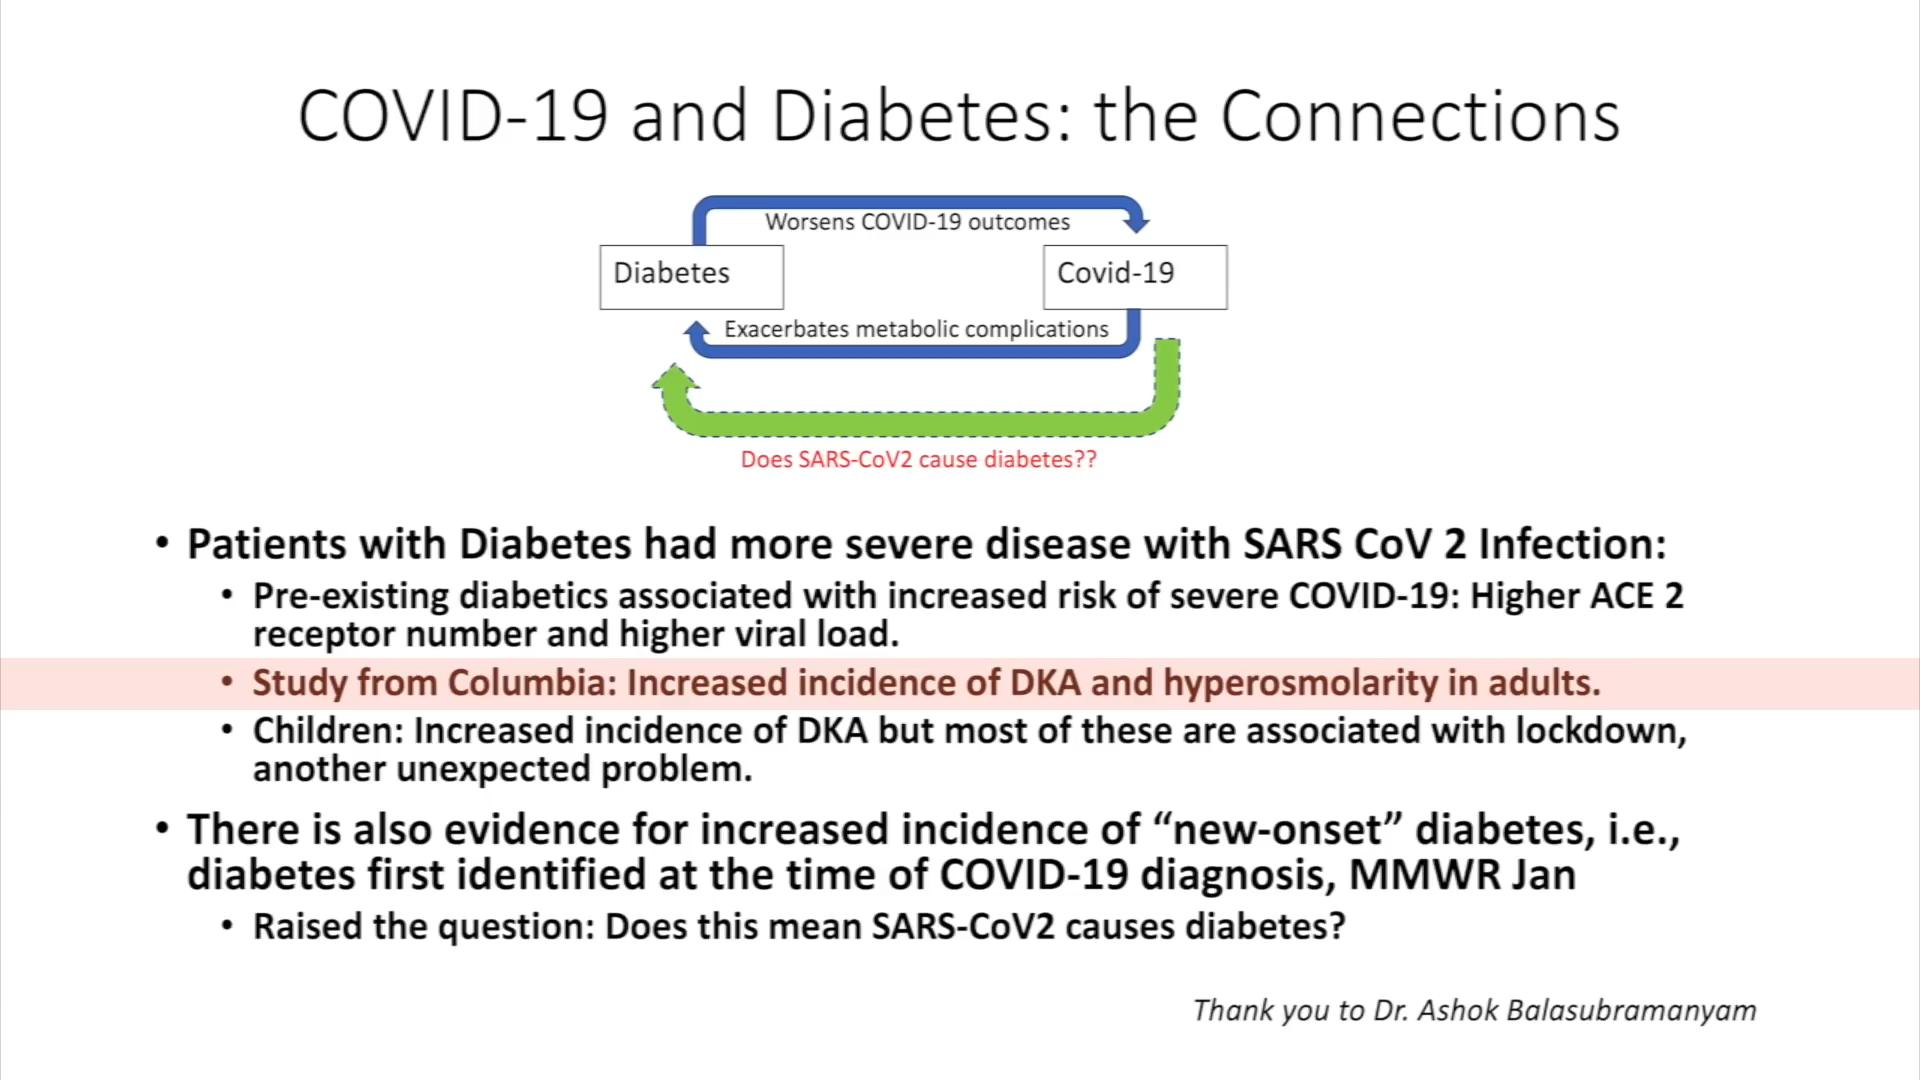 COVID-19 and Diabetes: the Connections
Worsens COVID-19 outcomes
Diabetes
Covid-19
Exacerbates metabolic complications
Does SARS-CoV2 cause diabetes??
• Patients with Diabetes had more severe disease with SARS CoV 2 Infection:
• Pre-existing diabetics associated with increased risk of severe COVID-19: Higher ACE 2
receptor number and higher viral load.
• Study from Columbia: Increased incidence of DKA and hyperosmolarity in adults.
• Children: Increased incidence of DKA but most of these are associated with lockdown,
another unexpected problem.
• There is also evidence for increased incidence of “new-onset” diabetes, i.e.,
diabetes first identified at the time of COVID-19 diagnosis, MMWR Jan
• Raised the question: Does this mean SARS-CoV2 causes diabetes?
Thank you to Dr. Ashok Balasubramanyam